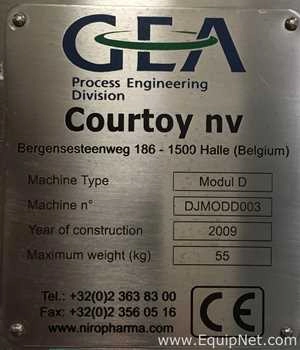 GEA
Process Engineering
Division
Courtoy nv
Bergensesteenweg 186 - 1500 Halle (Belgium)
Machine Type Modul D
Machine n° DJMODD003
Year of construction 2009
Maximum weight (kg) 55
Tel.: +32(0)2 363 83 00
Fax: +32(0)2 356 05 16
www.niropharma.com
CE
© www.EquipNet.com